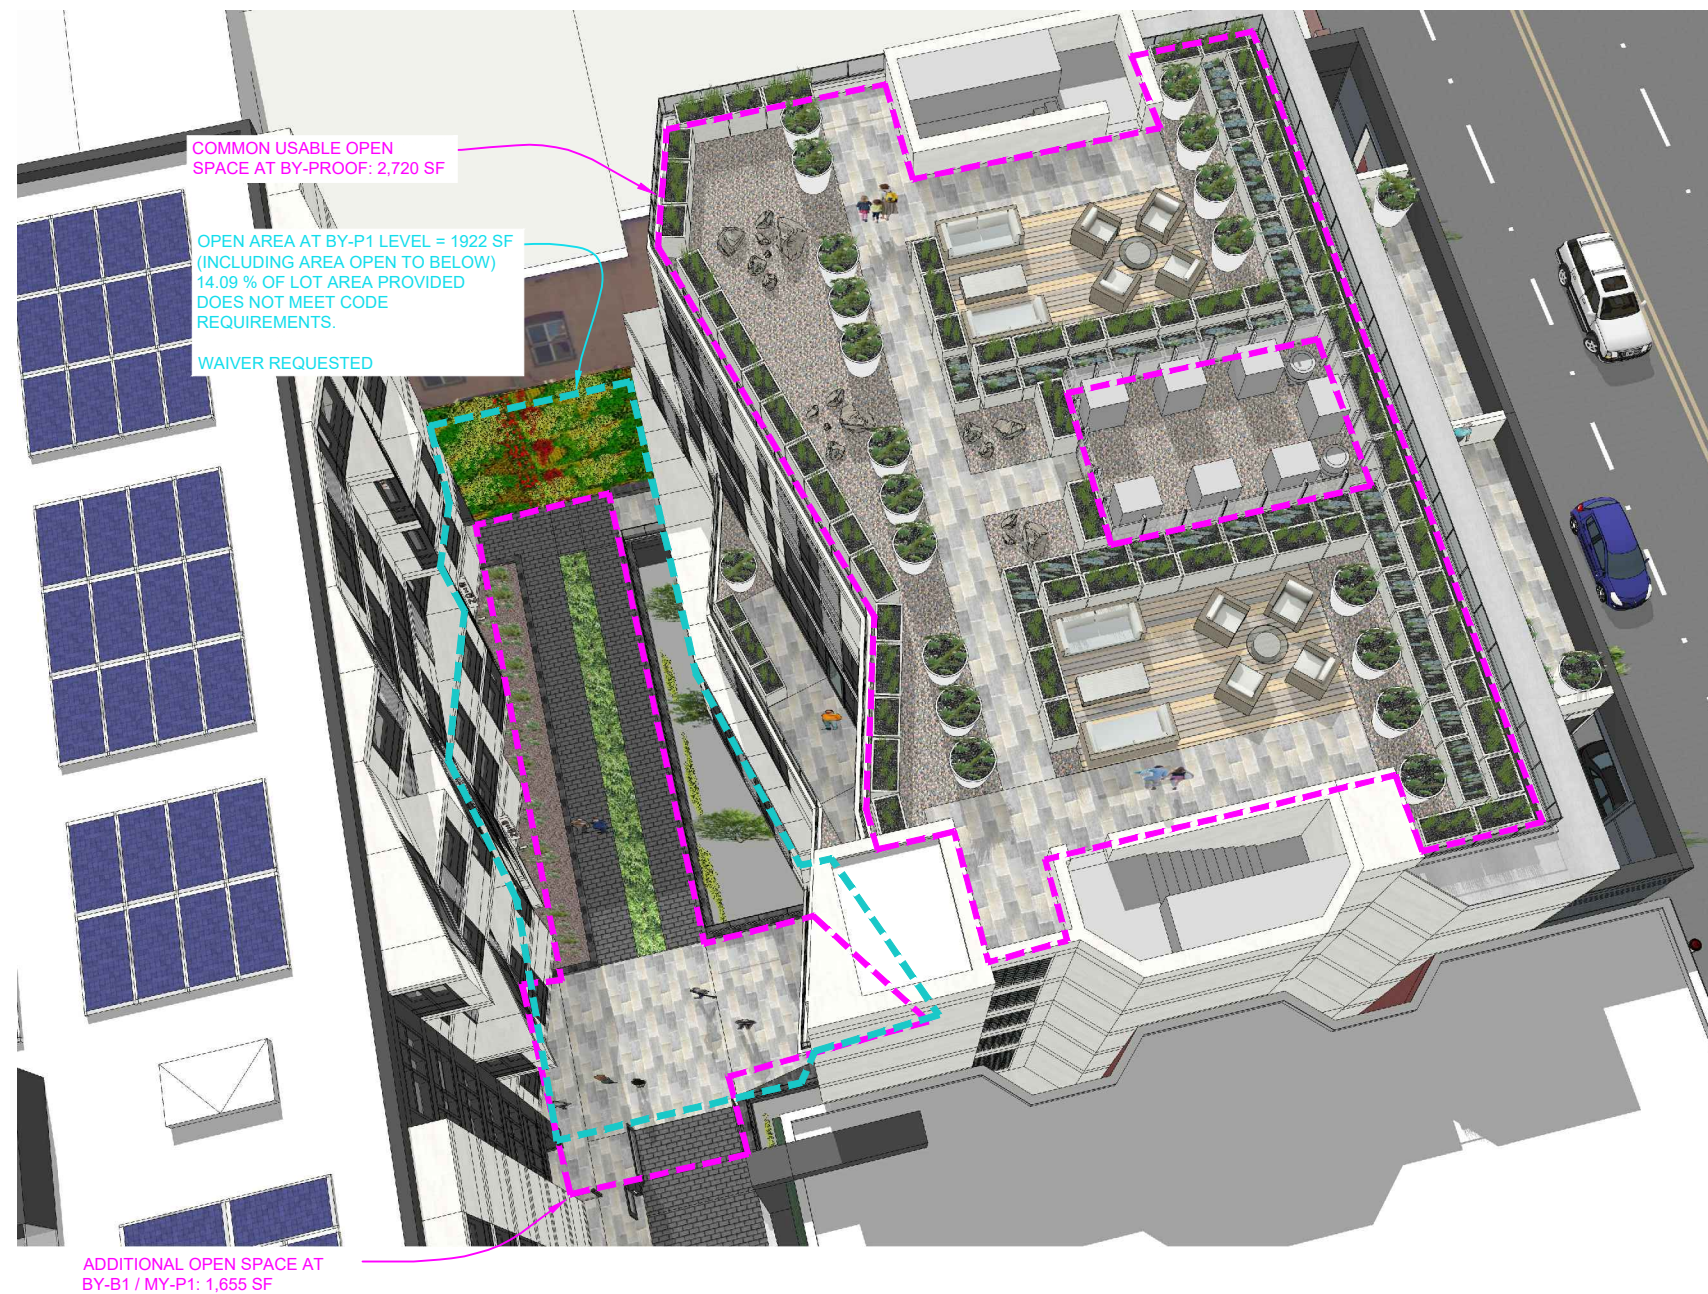 COMMON USABLE OPEN
SPACE AT BY-PROOF: 2,720 SF
OPEN AREA AT BY-P1 LEVEL = 1922 SF
(INCLUDING AREA OPEN TO BELOW)
14.09 % OF LOT AREA PROVIDED
DOES NOT MEET CODE
REQUIREMENTS.
WAIVER REQUESTED
ADDITIONAL OPEN SPACE AT
BY-B1 / MY-P1: 1,655 SF